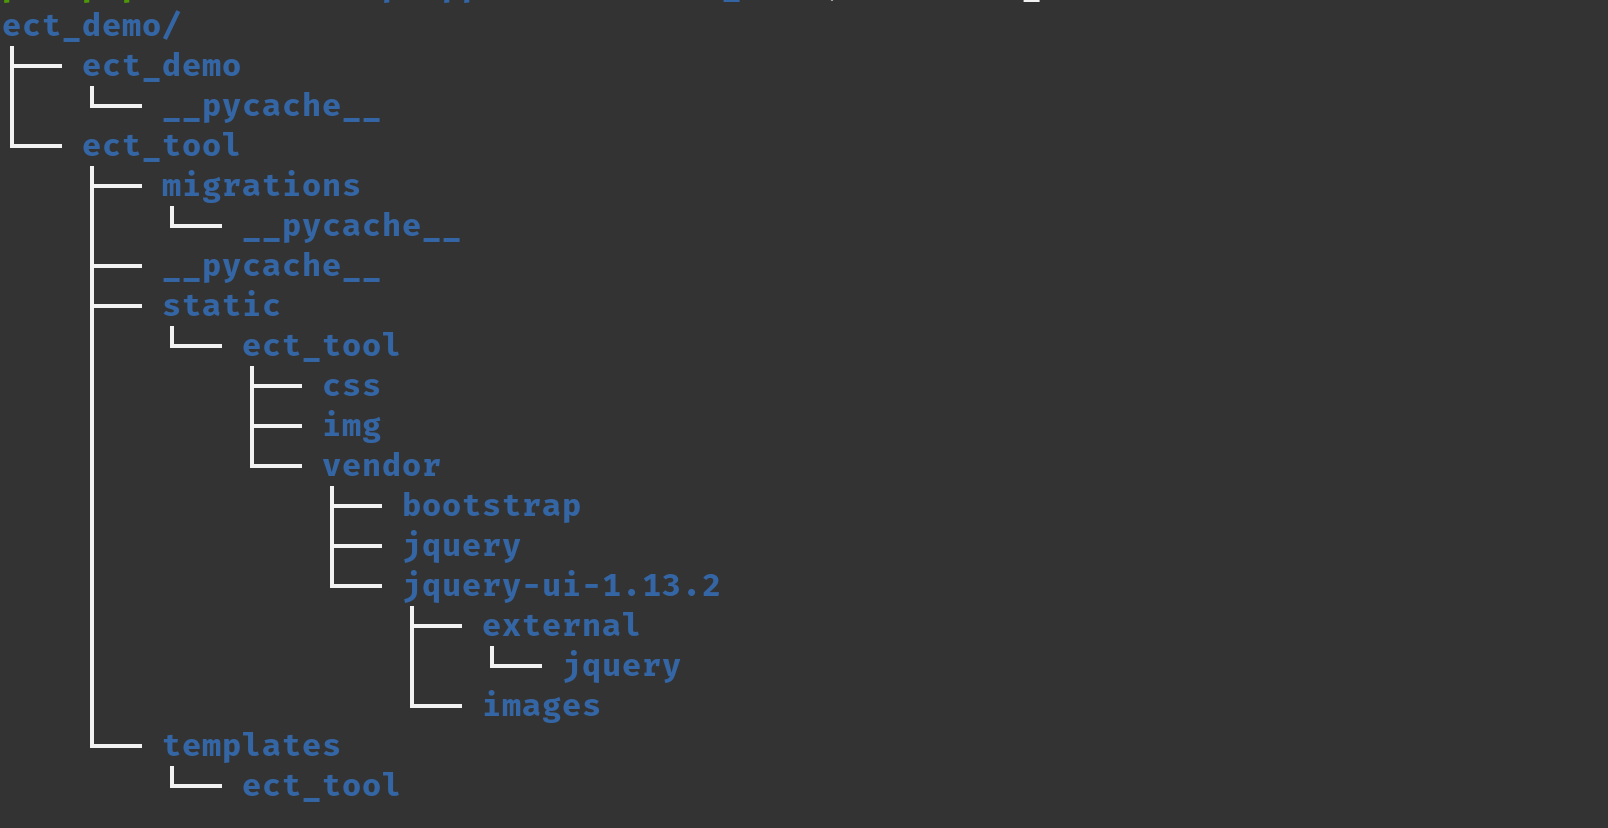 ect_demo/
├── ect_demo
│   └── __pycache__
└── ect_tool
    ├── migrations
    │   └── __pycache__
    ├── __pycache__
    ├── static
    │   └── ect_tool
    │       ├── css
    │       ├── img
    │       └── vendor
    │           ├── bootstrap
    │           ├── jquery
    │           └── jquery-ui-1.13.2
    │               ├── external
    │               │   └── jquery
    │               └── images
    └── templates
        └── ect_tool